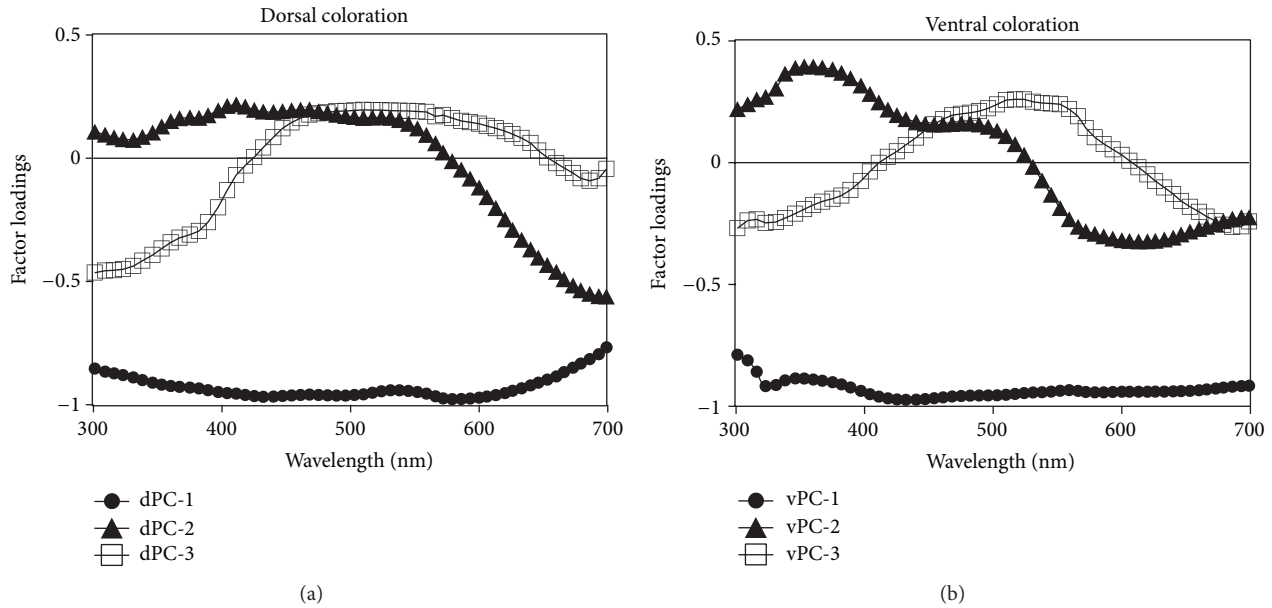 Dorsal coloration
0.5
0
−0.5
−1
Factor loadings
300 400 500 600 700
Wavelength (nm)
dPC-1
dPC-2
dPC-3
(a)
Ventral coloration
0.5
0
−0.5
−1
Factor loadings
300 400 500 600 700
Wavelength (nm)
vPC-1
vPC-2
vPC-3
(b)